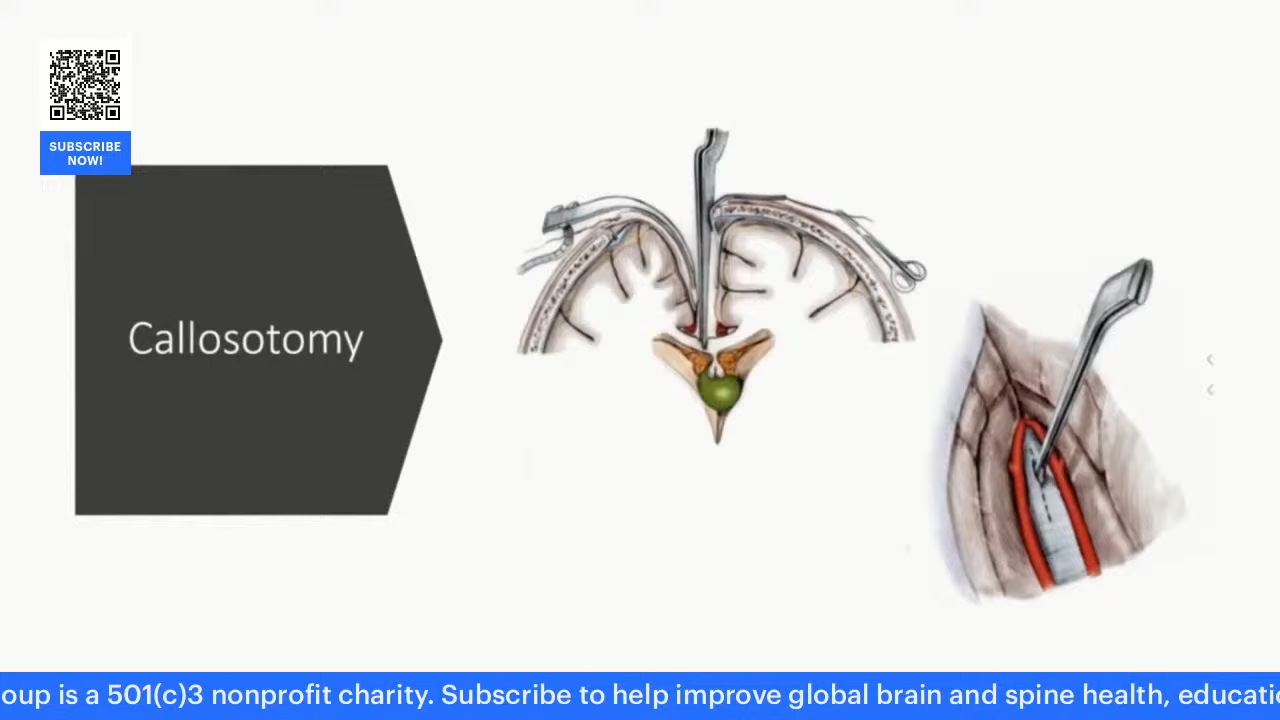 SUBSCRIBE
NOW!
Callosotomy
oup is a 501(c)3 nonprofit charity. Subscribe to help improve global brain and spine health, educatio